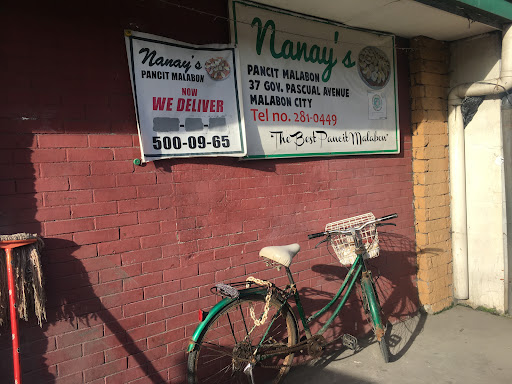 Nanay's
PANCIT MALABON
NOW
WE DELIVER
500-09-65
Nanay's
PANCIT MALABON
37 GOV. PASCUAL AVENUE
MALABON CITY
Tel no. 281-0449
"The Best Pancit Malabon"